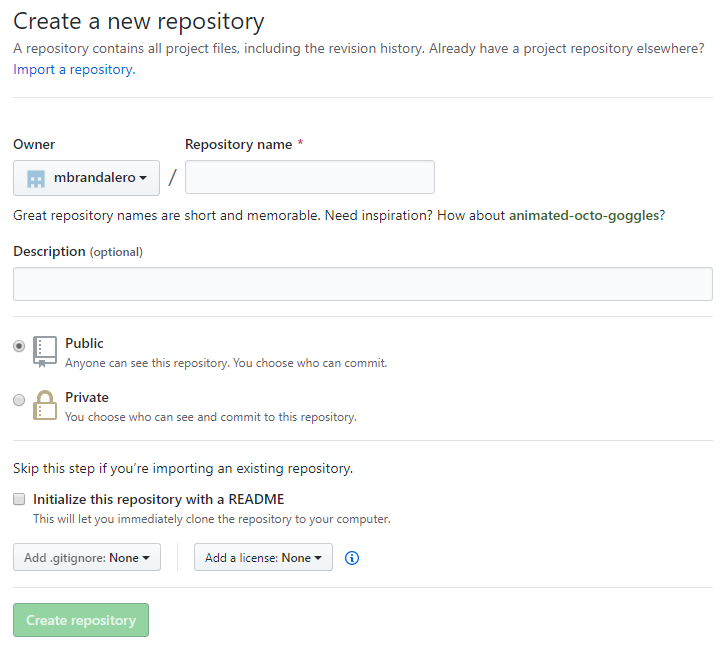 Create a new repository
A repository contains all project files, including the revision history. Already have a project repository elsewhere?
Import a repository.
Owner
Repository name *
mbrandalero
/
Great repository names are short and memorable. Need inspiration? How about animated-octo-goggles?
Description (optional)
Public
Anyone can see this repository. You choose who can commit.
Private
You choose who can see and commit to this repository.
Skip this step if you’re importing an existing repository.
Initialize this repository with a README
This will let you immediately clone the repository to your computer.
Add .gitignore: None
Add a license: None
Create repository